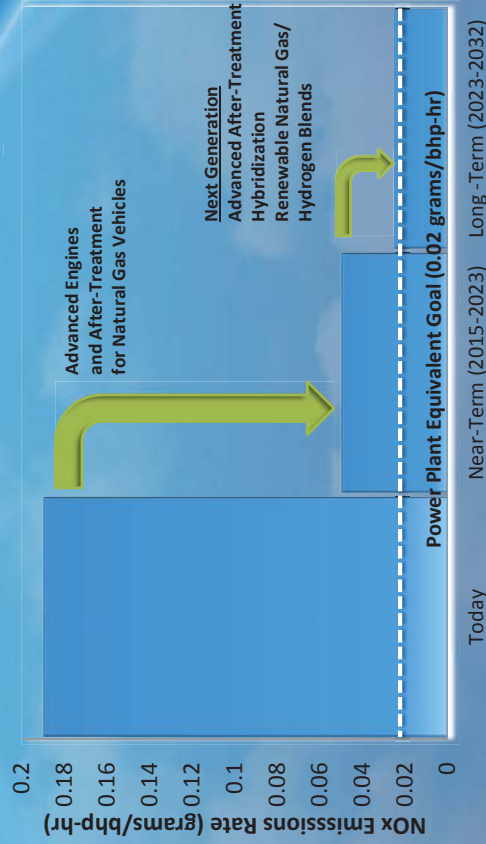 NOx Emisssions Rate (grams/bhp-hr)
0.2
0.18
0.16
0.14
0.12
0.1
0.08
0.06
0.04
0.02
0
Advanced Engines
and After-Treatment
for Natural Gas Vehicles
Next Generation
Advanced After-Treatment
Hybridization
Renewable Natural Gas/
Hydrogen Blends
Power Plant Equivalent Goal (0.02 grams/bhp-hr)
Today
Near-Term (2015-2023)
Long -Term (2023-2032)